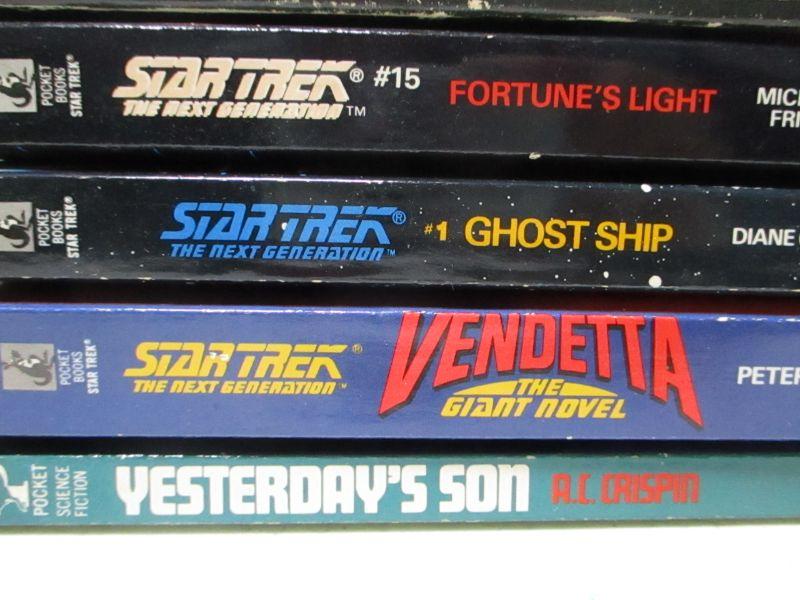 POCKET BOOKS STAR TREK®
STAR TREK® #15 FORTUNE'S LIGHT
THE NEXT GENERATION™
POCKET BOOKS STAR TREK®
STAR TREK® #1 GHOST SHIP DIANE
THE NEXT GENERATION™
POCKET BOOKS STAR TREK®
STAR TREK® VENDETTA PETER
THE NEXT GENERATION™ THE
GIANT NOVEL
POCKET SCIENCE FICTION
YESTERDAY'S SON A.C. CRISPIN